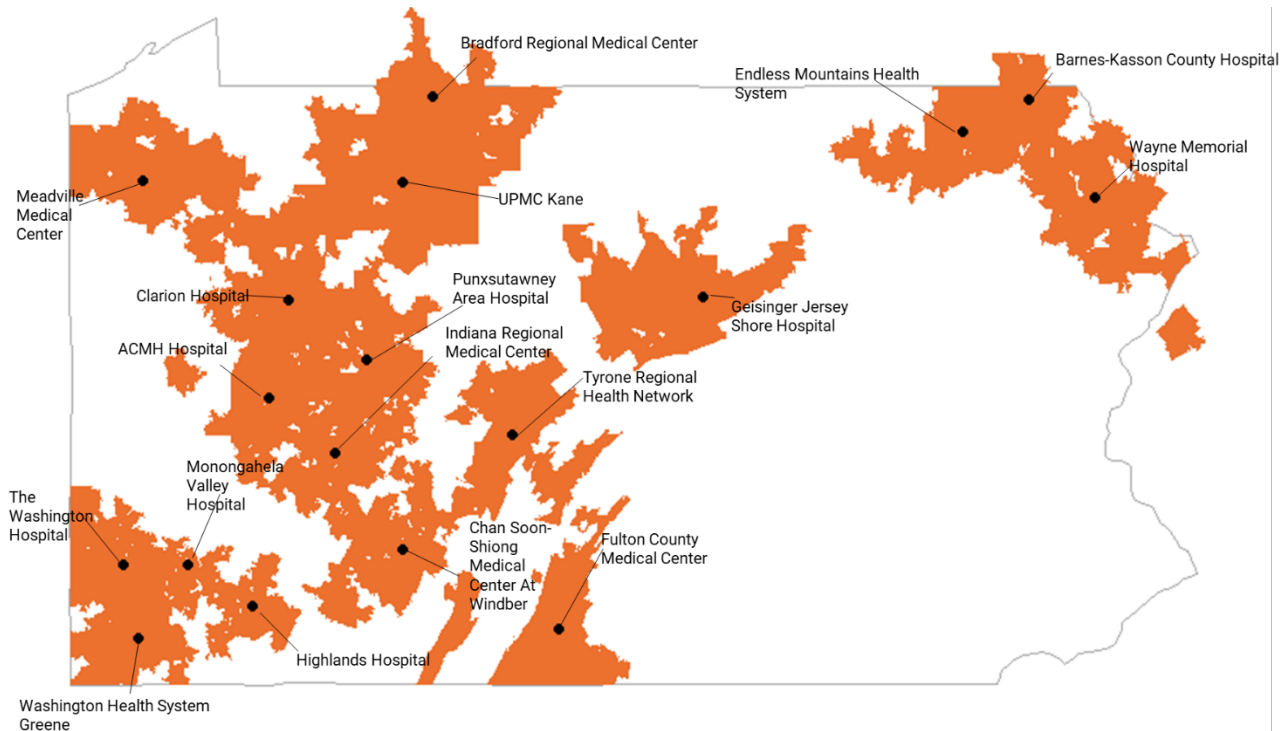 Bradford Regional Medical Center
Endless Mountains Health
System
Barnes-Kasson County Hospital
Wayne Memorial
Hospital
Meadville
Medical
Center
UPMC Kane
Clarion Hospital
Punxsutawney
Area Hospital
Geisinger Jersey
Shore Hospital
ACMH Hospital
Indiana Regional
Medical Center
Tyrone Regional
Health Network
Monongahela
Valley
Hospital
The
Washington
Hospital
Chan Soon-
Shiong
Medical
Center At
Windber
Fulton County
Medical Center
Highlands Hospital
Washington Health System
Greene